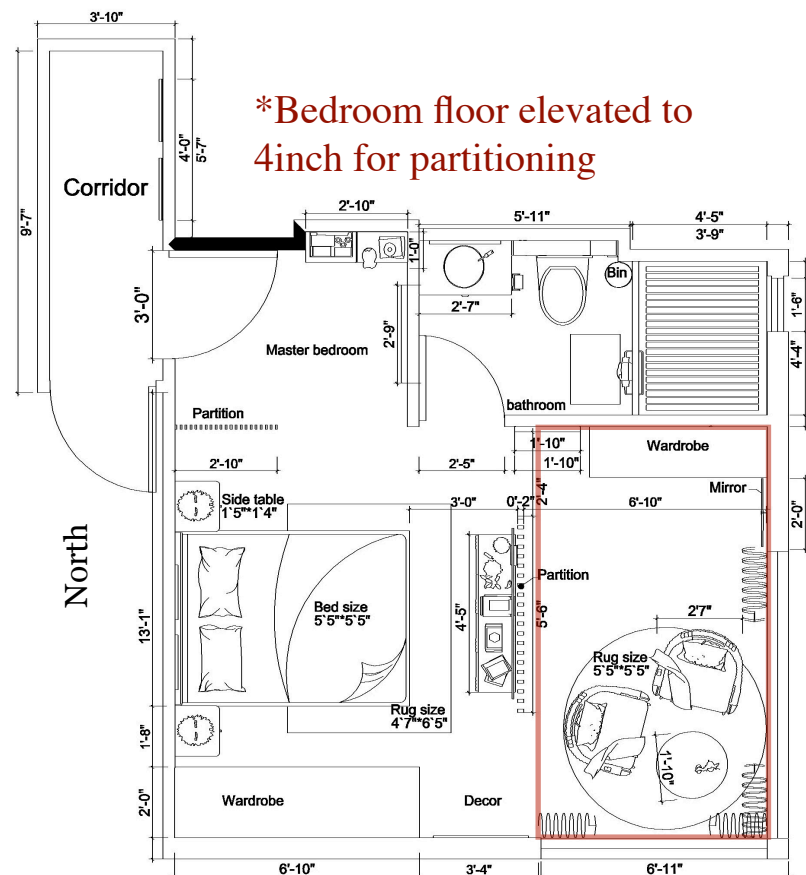 3'-10"
*Bedroom floor elevated to
4inch for partitioning
4'-0"
5'-7"
Corridor
9'-7"
2'-10"
5'-11"
4'-5"
3'-9"
1'-0"
Bin
1'-6"
3'-0"
2'-7"
2'-9"
4'-4"
Master bedroom
bathroom
Partition
1'-10"
Wardrobe
2'-10"
2'-5"
1'-10"
Mirror
2'-4"
Side table
1`5"*1`4"
3'-0"
0'-2"
6'-10"
2'-0"
North
Partition
Bed size
5`5"*5`5"
4'-5"
5'-6"
2'7"
13'-1"
Rug size
5`5"*5`5"
Rug size
4`7"*6`5"
1'-8"
1'-10"
2'-0"
Wardrobe
Decor
6'-10"
3'-4"
6'-11"